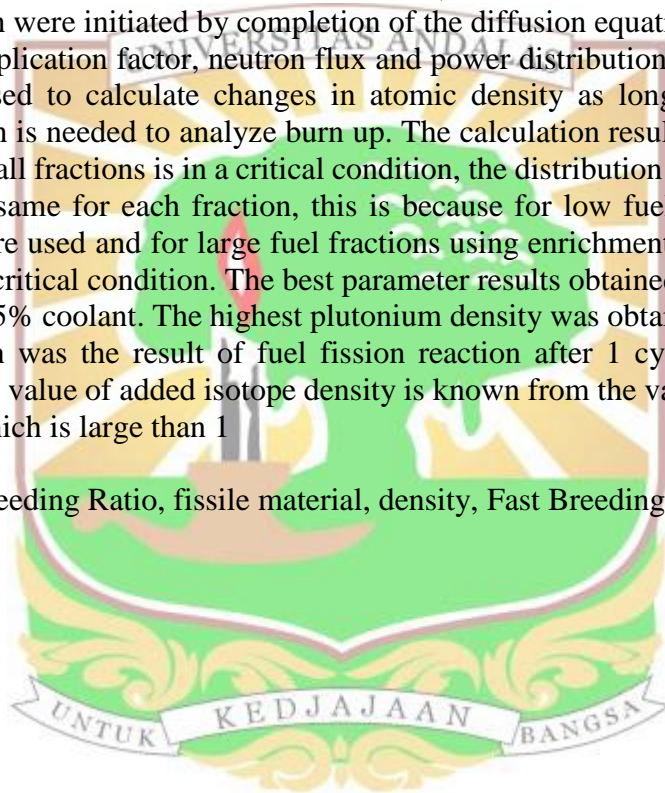 n were initiated by completion of the diffusion equati
plication factor, neutron flux and power distribution
sed to calculate changes in atomic density as long
n is needed to analyze burn up. The calculation result
all fractions is in a critical condition, the distribution
same for each fraction, this is because for low fue
re used and for large fuel fractions using enrichment
critical condition. The best parameter results obtained
5% coolant. The highest plutonium density was obtai
n was the result of fuel fission reaction after 1 cy
value of added isotope density is known from the va
hich is large than 1
eeding Ratio, fissile material, density, Fast Breeding
UNIVERSITAS ANDALAS
UNTUK KEDJAJAAN BANGSA